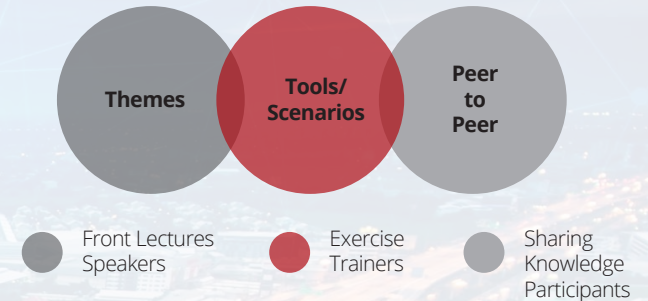 Themes
Tools/
Scenarios
Peer
to
Peer
Front Lectures
Speakers
Exercise
Trainers
Sharing
Knowledge
Participants